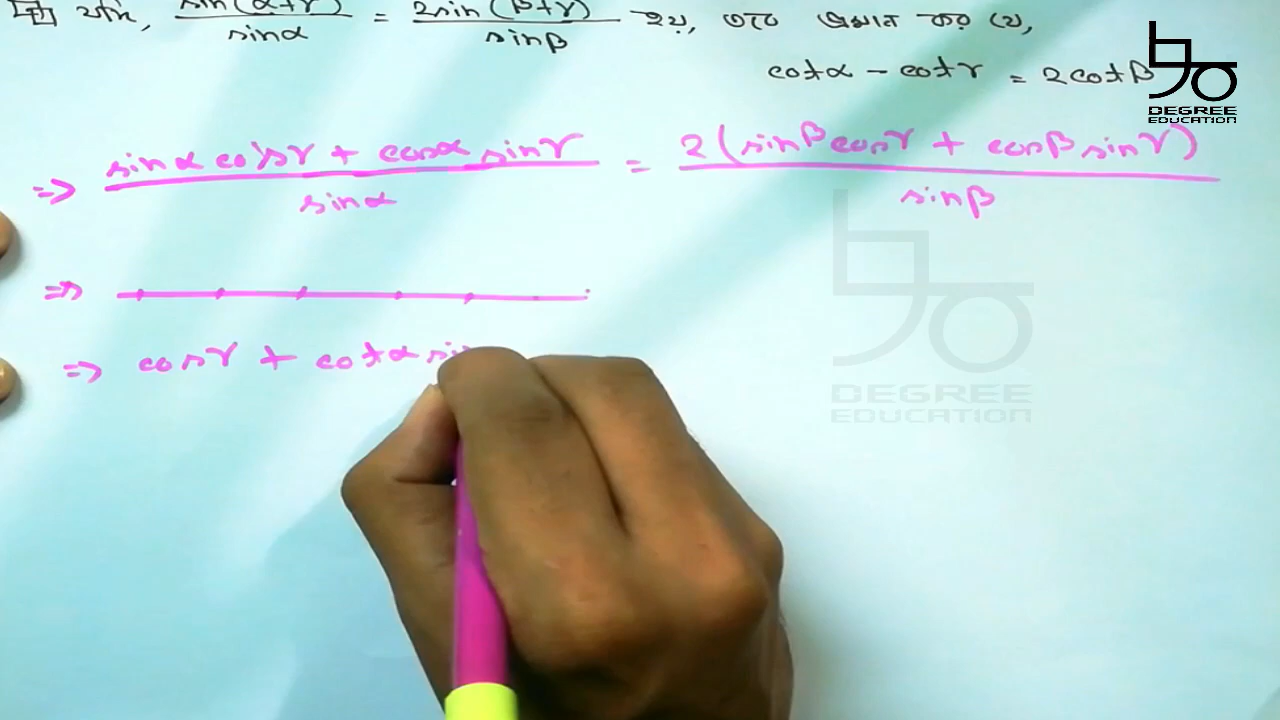 যদি, sin(α+γ)/sinα = 2sin(β+γ)/sinβ হয়, তবে প্রমাণ কর যে,
cotα − cotγ = 2cotβ
⇒ (sinα cosγ + cosα sinγ)/sinα = 2(sinβ cosγ + cosβ sinγ)/sinβ
⇒
⇒ cosγ + cotα sin
DEGREE
EDUCATION
DEGREE
EDUCATION